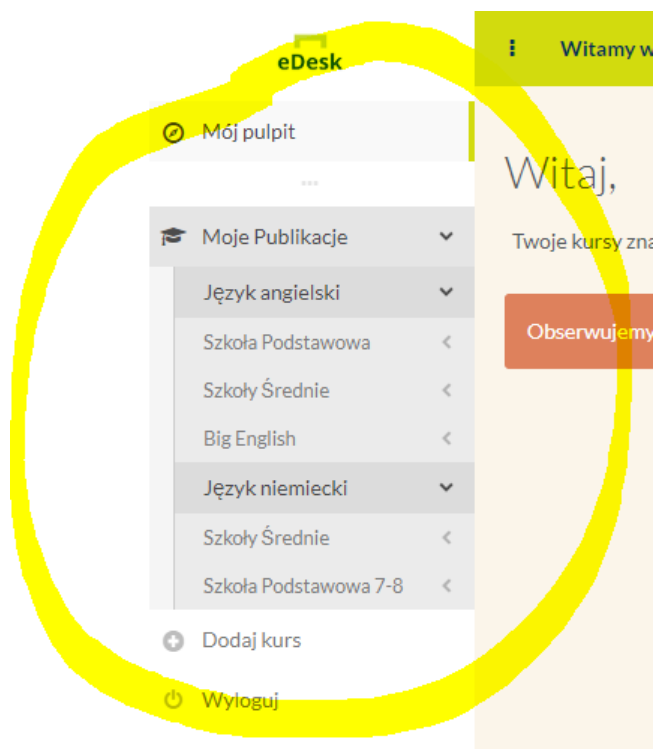 eDesk
Mój pulpit
Moje Publikacje
Język angielski
Szkoła Podstawowa
Szkoły Średnie
Big English
Język niemiecki
Szkoły Średnie
Szkoła Podstawowa 7-8
Dodaj kurs
Wyloguj
Witamy w
Witaj,
Twoje kursy zna
Obserwujemy